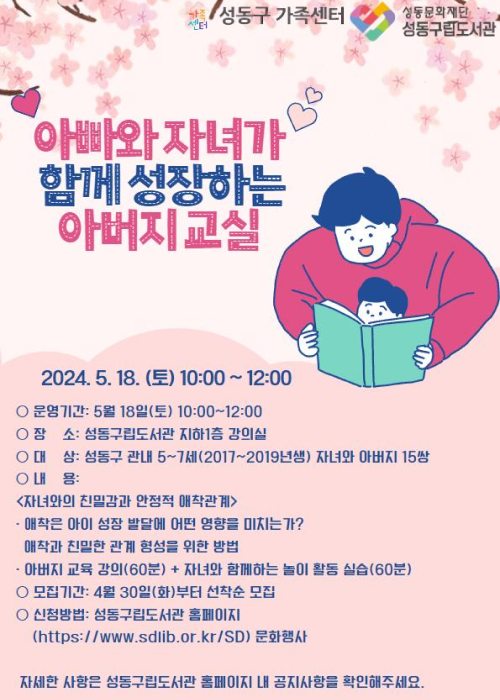 가족센터 성동구 가족센터 성동문화재단 성동구립도서관
아빠와 자녀가
함께 성장하는
아버지 교실
2024. 5. 18. (토) 10:00 ~ 12:00
○ 운영기간: 5월 18일(토) 10:00~12:00
○ 장 소: 성동구립도서관 지하1층 강의실
○ 대 상: 성동구 관내 5~7세(2017~2019년생) 자녀와 아버지 15쌍
○ 내 용:
<자녀와의 친밀감과 안정적 애착관계>
· 애착은 아이 성장 발달에 어떤 영향을 미치는가?
애착과 친밀한 관계 형성을 위한 방법
· 아버지 교육 강의(60분) + 자녀와 함께하는 놀이 활동 실습(60분)
○ 모집기간: 4월 30일(화)부터 선착순 모집
○ 신청방법: 성동구립도서관 홈페이지
(https://www.sdlib.or.kr/SD) 문화행사
자세한 사항은 성동구립도서관 홈페이지 내 공지사항을 확인해주세요.